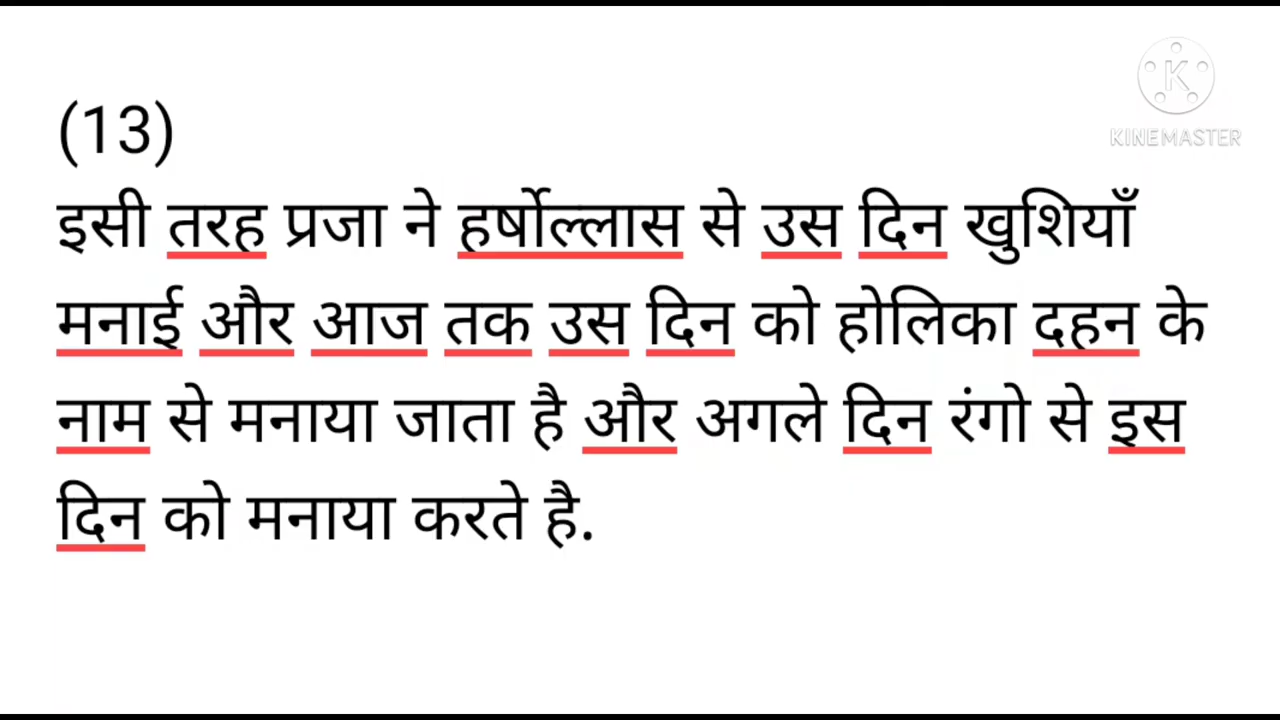 KINEMASTER
(13)
इसी तरह प्रजा ने हर्षोल्लास से उस दिन खुशियाँ
मनाई और आज तक उस दिन को होलिका दहन के
नाम से मनाया जाता है और अगले दिन रंगो से इस
दिन को मनाया करते है.